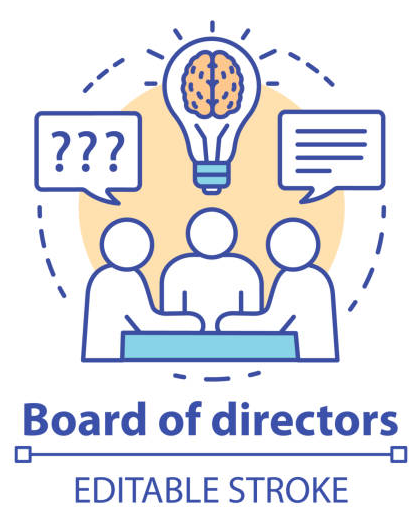 ???
Board of directors
EDITABLE STROKE